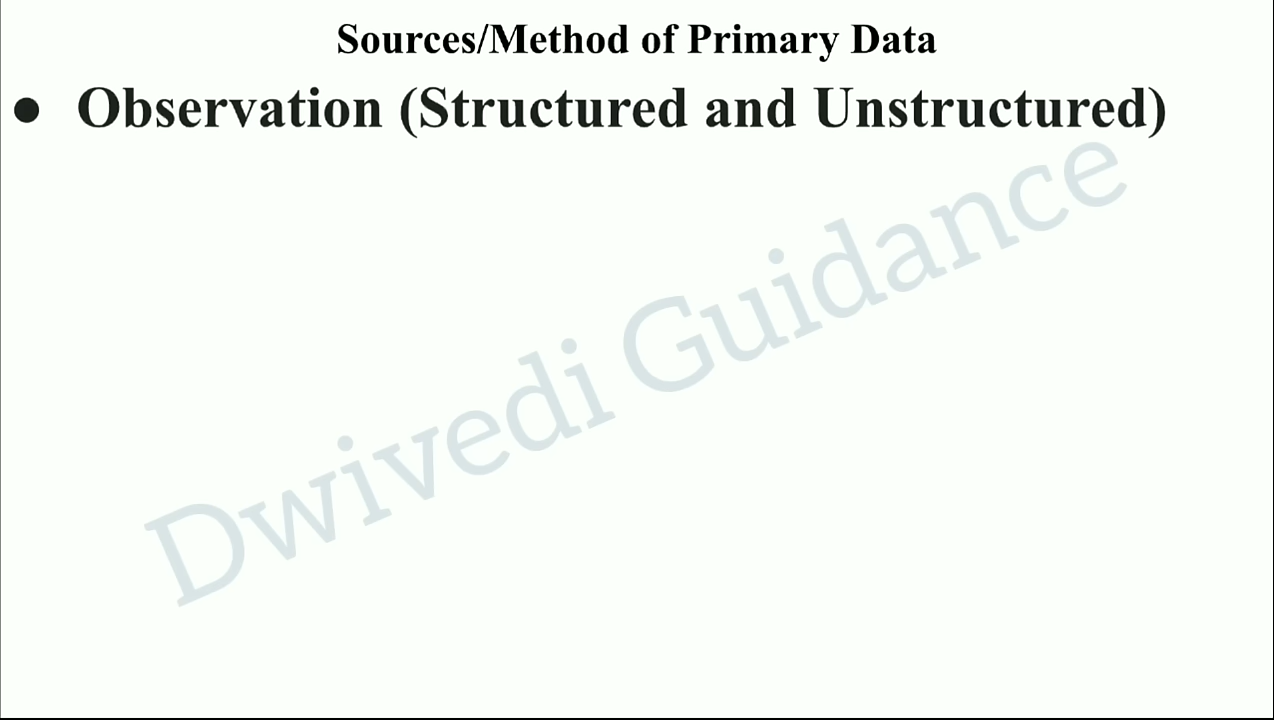 Sources/Method of Primary Data
● Observation (Structured and Unstructured)
Dwivedi Guidance